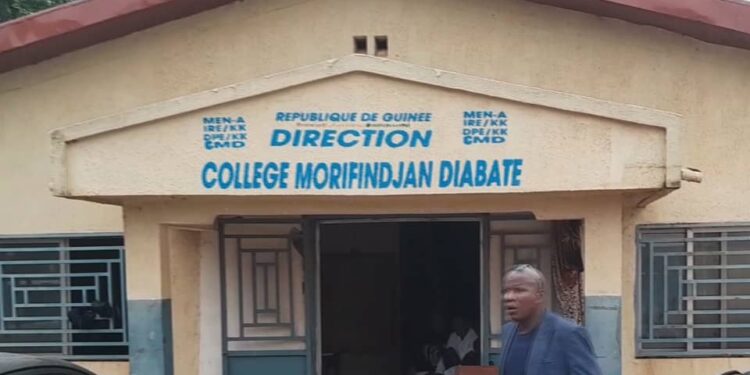 MEN-A
IRE/KK
DPE/KK
CMD
REPUBLIQUE DE GUINEE
DIRECTION
COLLEGE MORIFINDJAN DIABATE
MEN-A
IRE/KK
DPE/KK
CMD